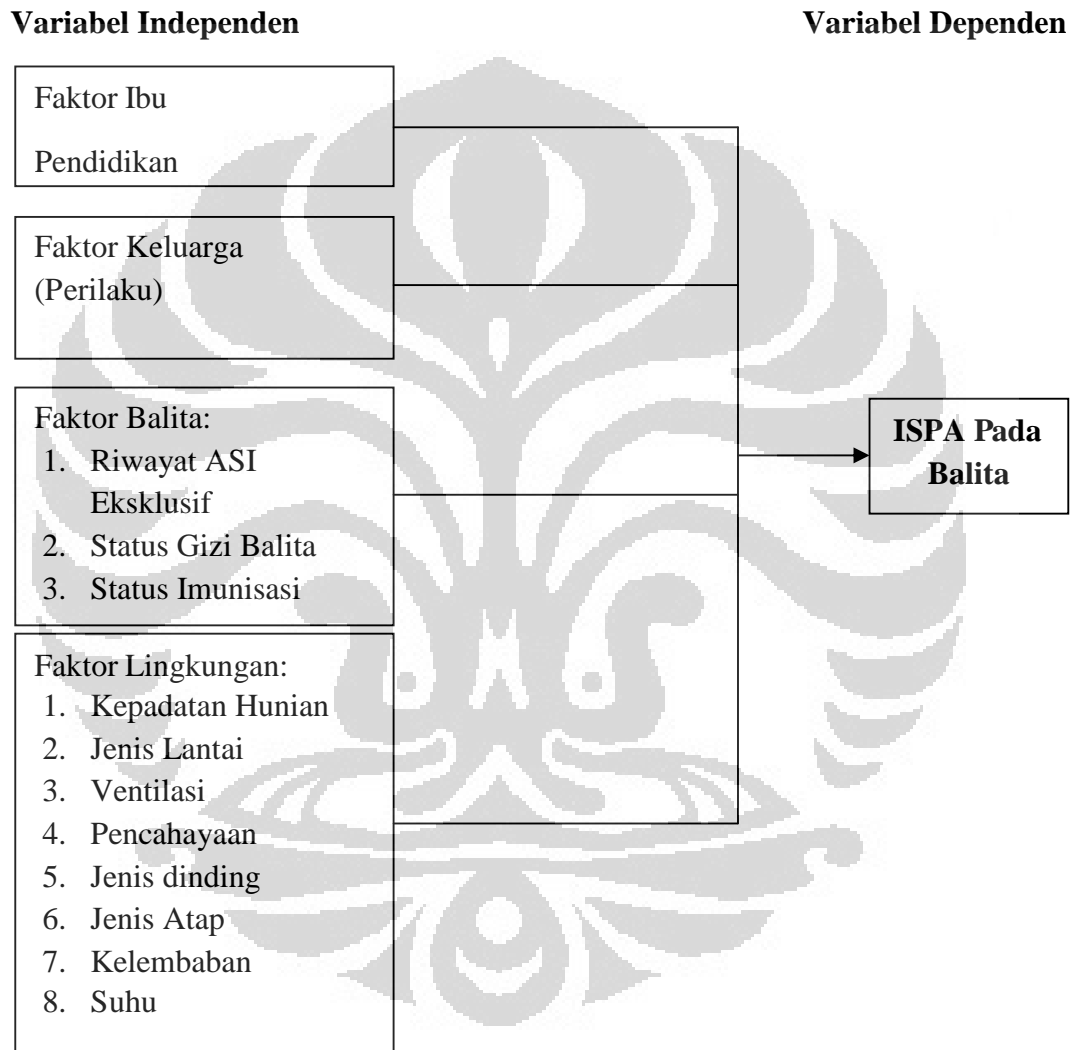 Variabel Independen
Variabel Dependen
Faktor Ibu
Pendidikan
Faktor Keluarga
(Perilaku)
Faktor Balita:
1. Riwayat ASI
Eksklusif
2. Status Gizi Balita
3. Status Imunisasi
Faktor Lingkungan:
1. Kepadatan Hunian
2. Jenis Lantai
3. Ventilasi
4. Pencahayaan
5. Jenis dinding
6. Jenis Atap
7. Kelembaban
8. Suhu
ISPA Pada
Balita